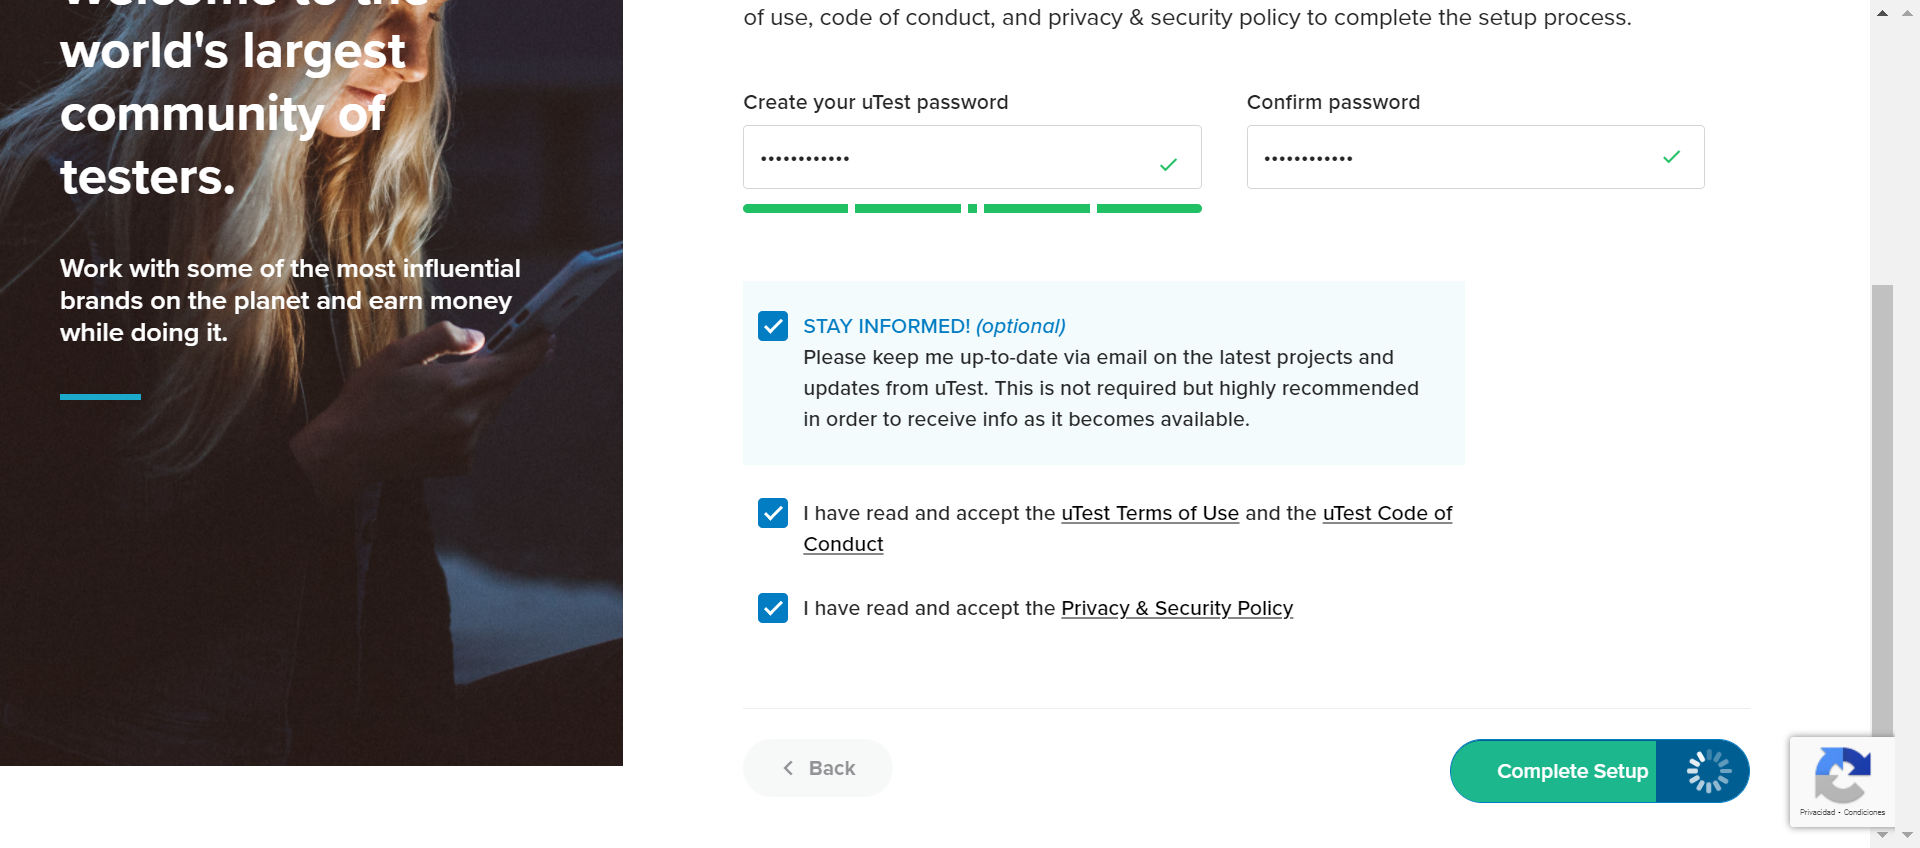 Welcome to the
world's largest
community of
testers.
Work with some of the most influential
brands on the planet and earn money
while doing it.
of use, code of conduct, and privacy & security policy to complete the setup process.
Create your uTest password
Confirm password
••••••••••••
••••••••••••
STAY INFORMED! (optional)
Please keep me up-to-date via email on the latest projects and
updates from uTest. This is not required but highly recommended
in order to receive info as it becomes available.
I have read and accept the uTest Terms of Use and the uTest Code of
Conduct
I have read and accept the Privacy & Security Policy
Back
Complete Setup
Privacidad - Condiciones